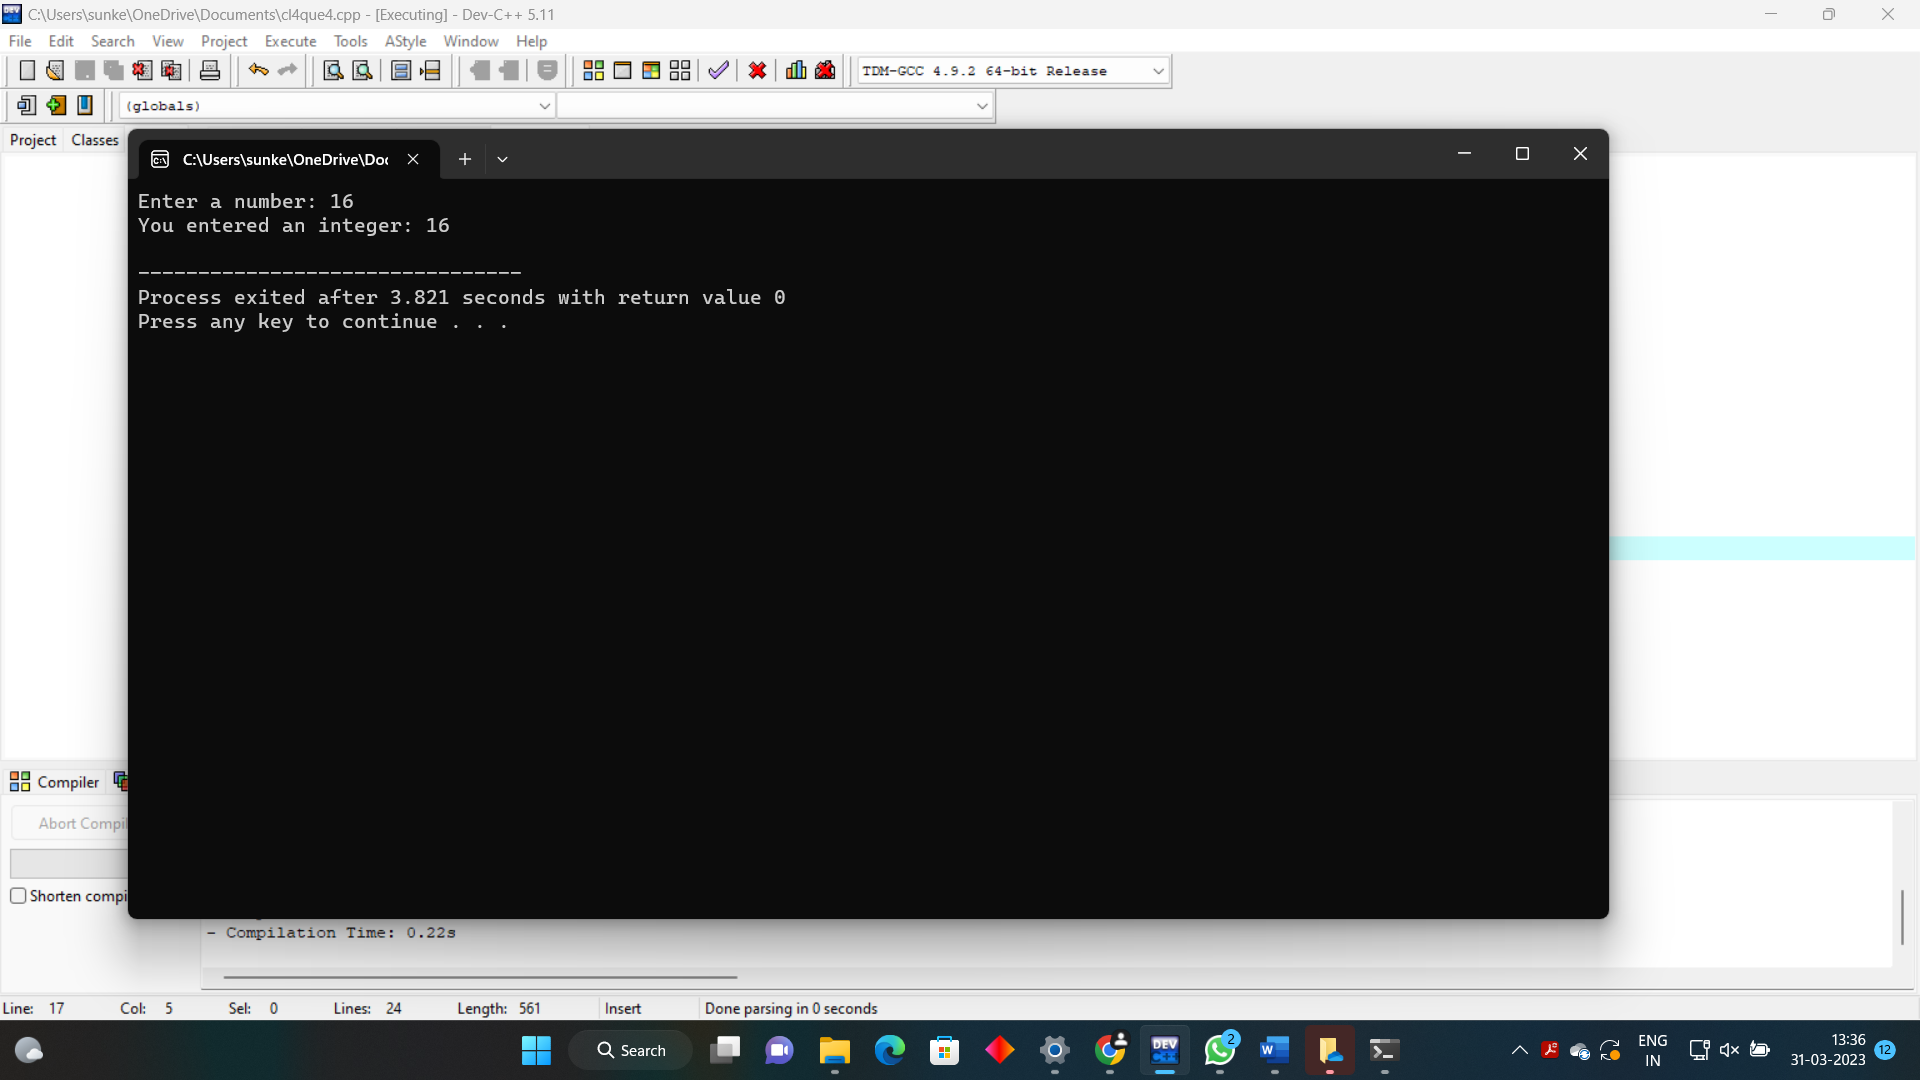 C:\Users\sunke\OneDrive\Documents\cl4que4.cpp - [Executing] - Dev-C++ 5.11
File Edit Search View Project Execute Tools AStyle Window Help
TDM-GCC 4.9.2 64-bit Release
(globals)
Project Classes
C:\Users\sunke\OneDrive\Doc
Enter a number: 16
You entered an integer: 16
--------------------------------
Process exited after 3.821 seconds with return value 0
Press any key to continue . . .
Compiler
Abort Compil
Shorten compi
- Compilation Time: 0.22s
Line: 17 Col: 5 Sel: 0 Lines: 24 Length: 561 Insert Done parsing in 0 seconds
Search
DEV C++
2
W
ENG
IN
13:36
31-03-2023
12